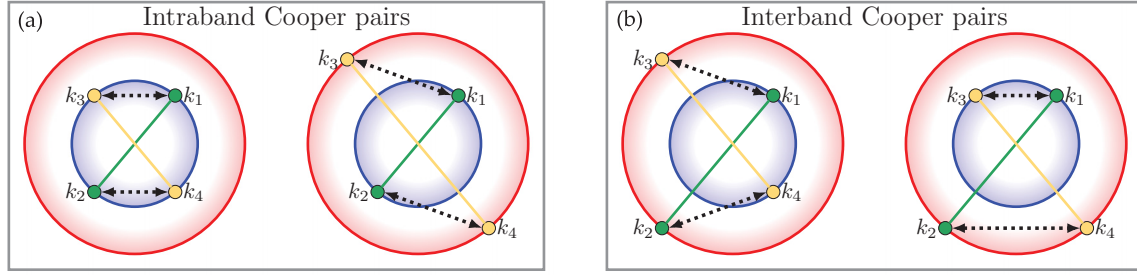 (a) Intraband Cooper pairs
k₃ k₁
k₂ k₄
k₃
k₁
k₂
k₄
(b) Interband Cooper pairs
k₃
k₁
k₄
k₂
k₃ k₁
k₂ k₄